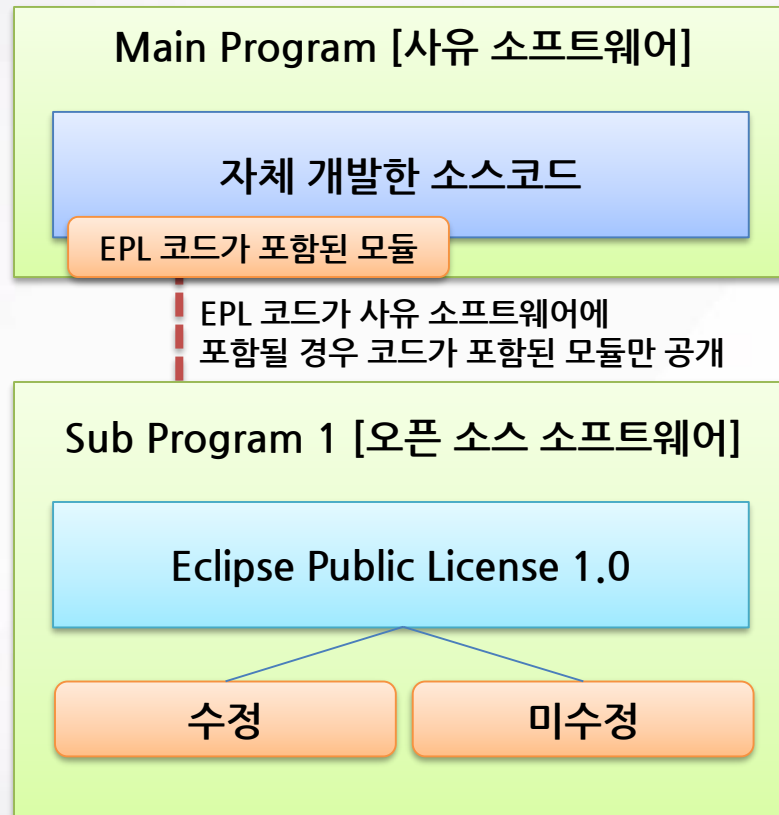 Main Program [사유 소프트웨어]
자체 개발한 소스코드
EPL 코드가 포함된 모듈
EPL 코드가 사유 소프트웨어에
포함될 경우 코드가 포함된 모듈만 공개
Sub Program 1 [오픈 소스 소프트웨어]
Eclipse Public License 1.0
수정
미수정